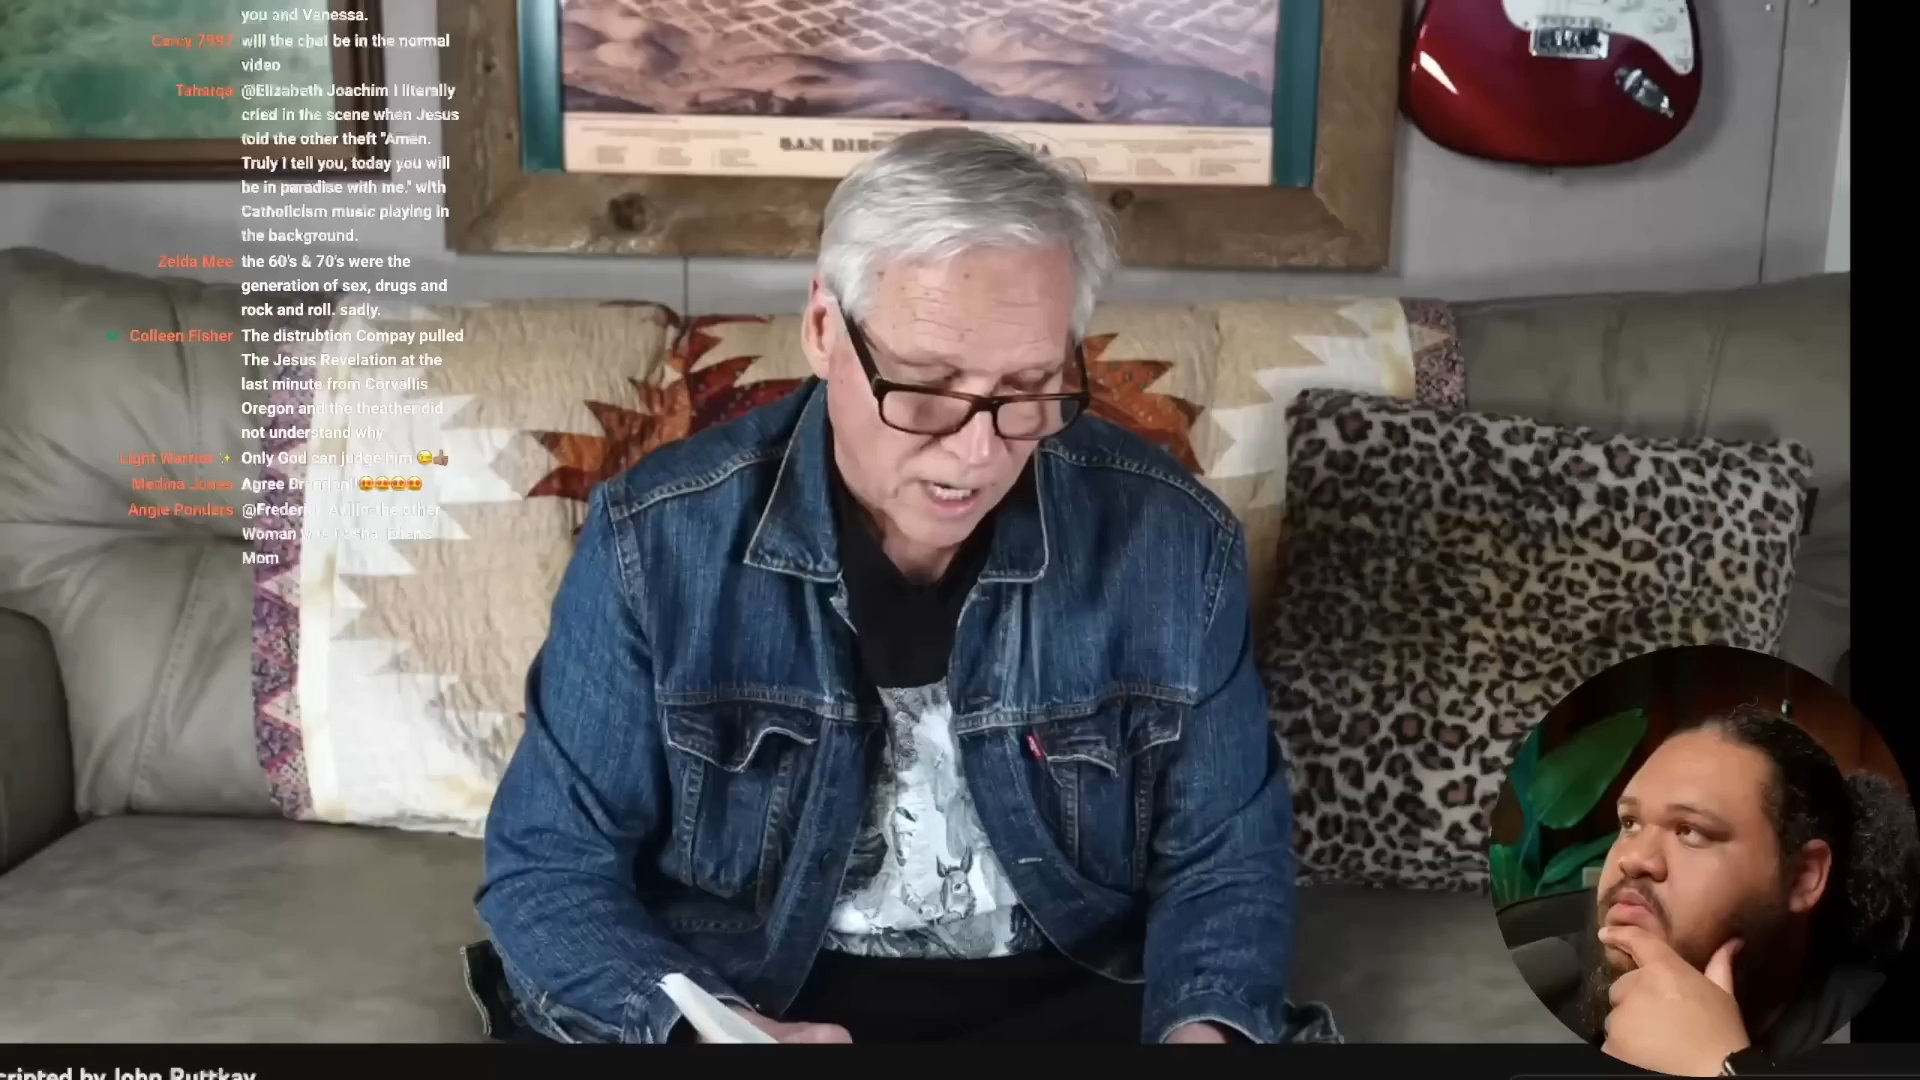 you and Vanessa.
will the chat be in the normal
video
Taharqa @Elizabeth Joachim I literally
cried in the scene when Jesus
told the other theft "Amen.
Truly I tell you, today you will
be in paradise with me." with
Catholicism music playing in
the background.
Zelda Mee the 60's & 70's were the
generation of sex, drugs and
rock and roll. sadly.
Colleen Fisher The distrubtion Compay pulled
The Jesus Revelation at the
last minute from Corvallis
Oregon and the theather did
not understand why
Light Warrior Only God can judge him
Medina Jones Agree
Angie Ponders the other
Woman
Mom
SAN DIEGO
cripted by John Ruttkay